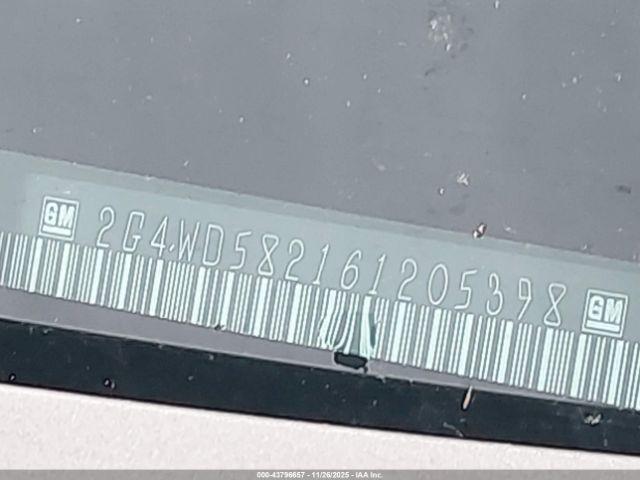 GM 2G4WD582161205398 GM
000-43796657 - 11/26/2025 - IAA Inc.